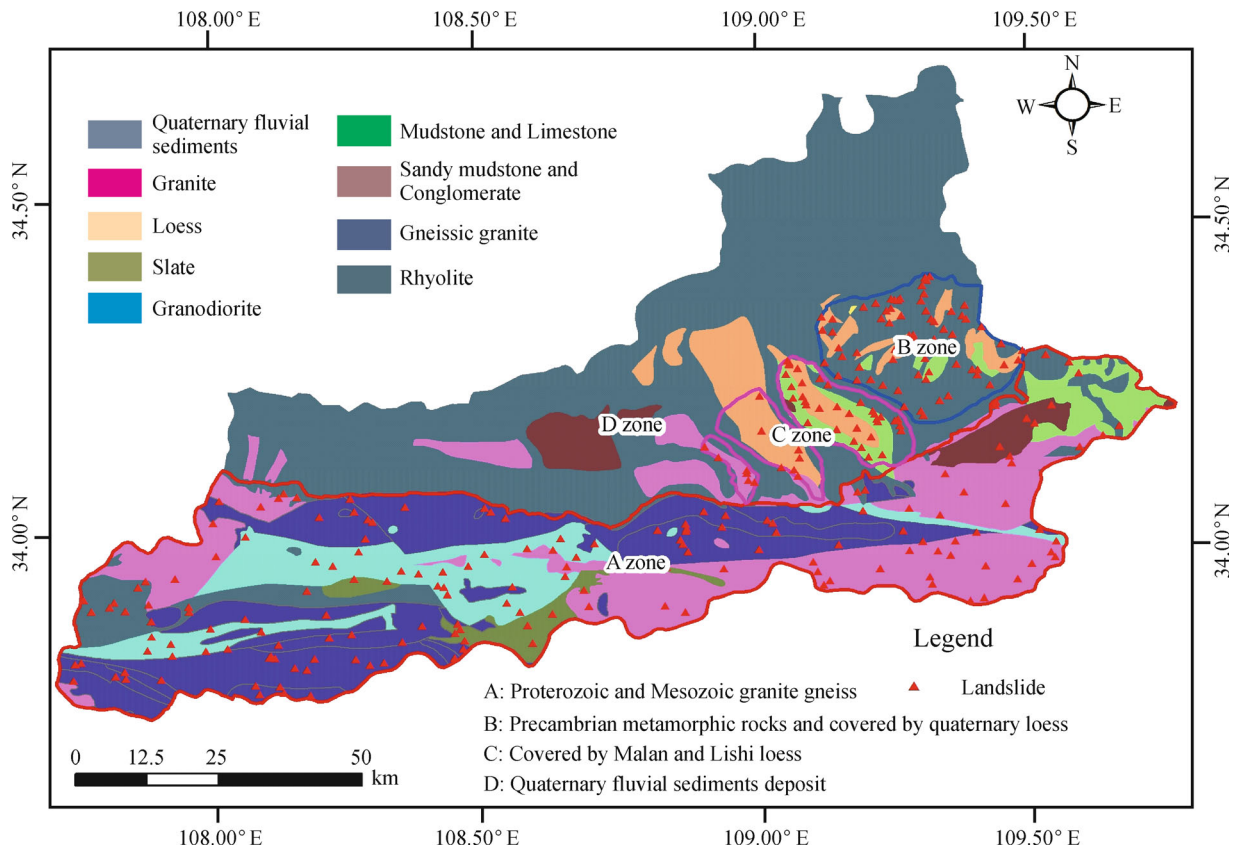 108.00° E
108.50° E
109.00° E
109.50° E
N
W
E
S
34.50° N
34.50° N
34.00° N
34.00° N
Quaternary fluvial
sediments
Granite
Loess
Slate
Granodiorite
Mudstone and Limestone
Sandy mudstone and
Conglomerate
Gneissic granite
Rhyolite
B zone
D zone
C zone
A zone
Legend
A: Proterozoic and Mesozoic granite gneiss
Landslide
B: Precambrian metamorphic rocks and covered by quaternary loess
C: Covered by Malan and Lishi loess
D: Quaternary fluvial sediments deposit
0 12.5 25 50
km
108.00° E
108.50° E
109.00° E
109.50° E